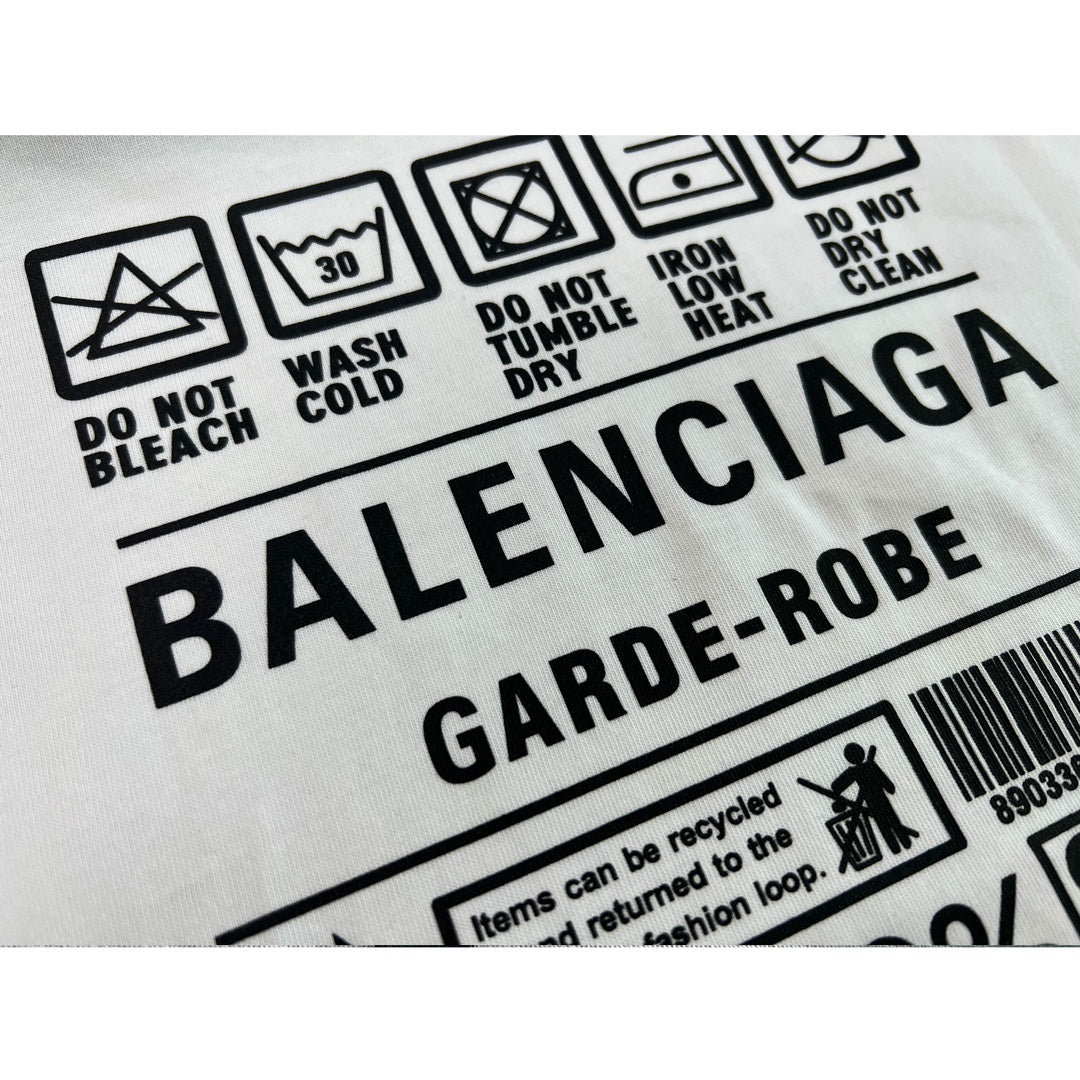 30
DO NOT
BLEACH
WASH
COLD
DO NOT
TUMBLE
DRY
IRON
LOW
HEAT
DO NOT
DRY
CLEAN
BALENCIAGA
GARDE-ROBE
Items can be recycled
returned to the
fashion loop.
%